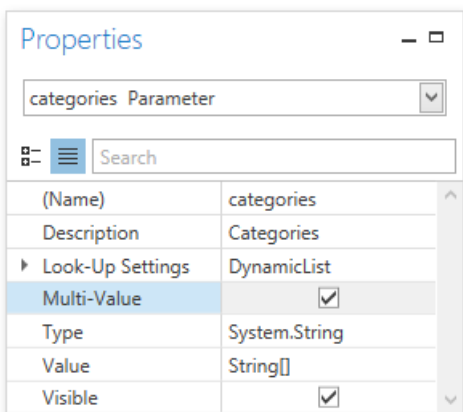 Properties
categories Parameter
Search
(Name) categories
Description Categories
Look-Up Settings DynamicList
Multi-Value
Type System.String
Value String[]
Visible